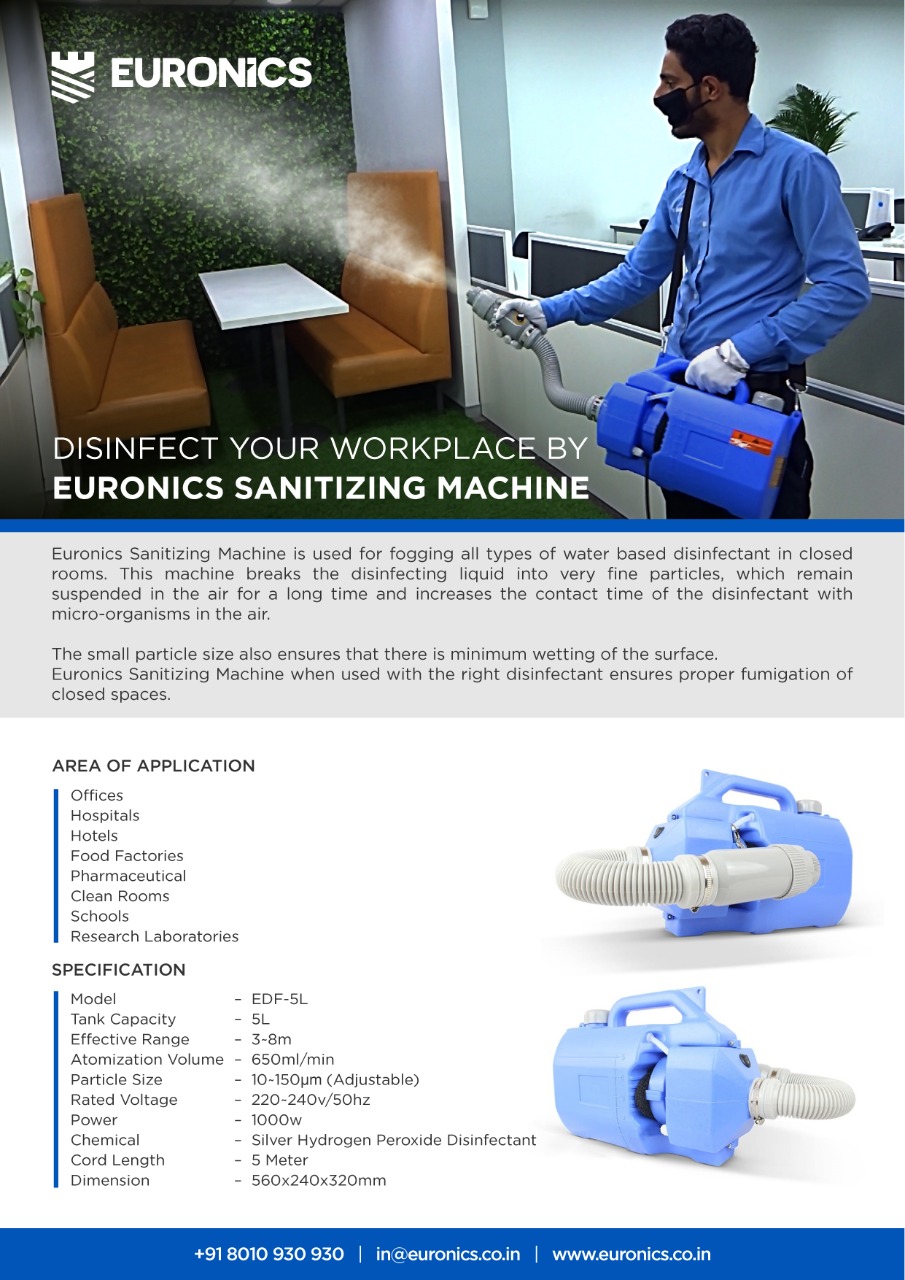 EURONiCS
DISINFECT YOUR WORKPLACE BY
EURONICS SANITIZING MACHINE
Euronics Sanitizing Machine is used for fogging all types of water based disinfectant in closed
rooms. This machine breaks the disinfecting liquid into very fine particles, which remain
suspended in the air for a long time and increases the contact time of the disinfectant with
micro-organisms in the air.
The small particle size also ensures that there is minimum wetting of the surface.
Euronics Sanitizing Machine when used with the right disinfectant ensures proper fumigation of
closed spaces.
AREA OF APPLICATION
Offices
Hospitals
Hotels
Food Factories
Pharmaceutical
Clean Rooms
Schools
Research Laboratories
SPECIFICATION
Model – EDF-5L
Tank Capacity – 5L
Effective Range – 3~8m
Atomization Volume – 650ml/min
Particle Size – 10~150μm (Adjustable)
Rated Voltage – 220~240v/50hz
Power – 1000w
Chemical – Silver Hydrogen Peroxide Disinfectant
Cord Length – 5 Meter
Dimension – 560x240x320mm
+91 8010 930 930 | in@euronics.co.in | www.euronics.co.in